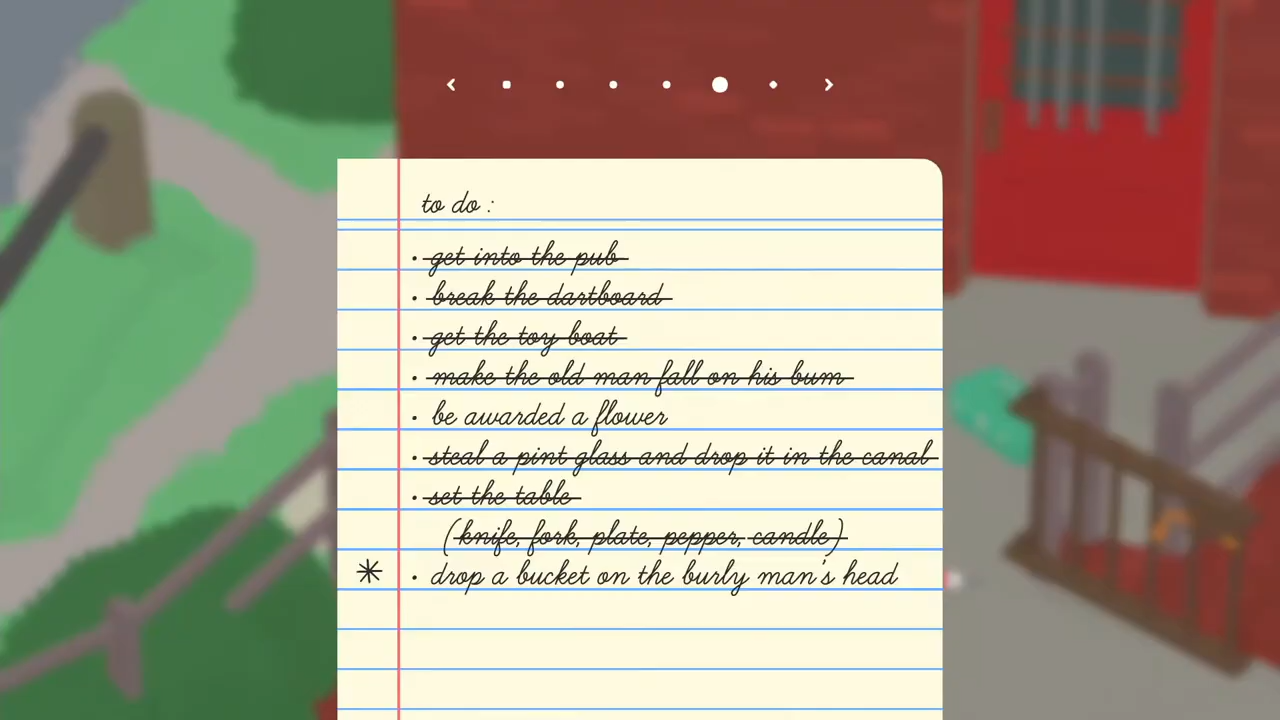 to do :
• get into the pub
• break the dartboard
• get the toy boat
• make the old man fall on his bum
• be awarded a flower
• steal a pint glass and drop it in the canal
• set the table
(knife, fork, plate, pepper, candle)
• drop a bucket on the burly man's head